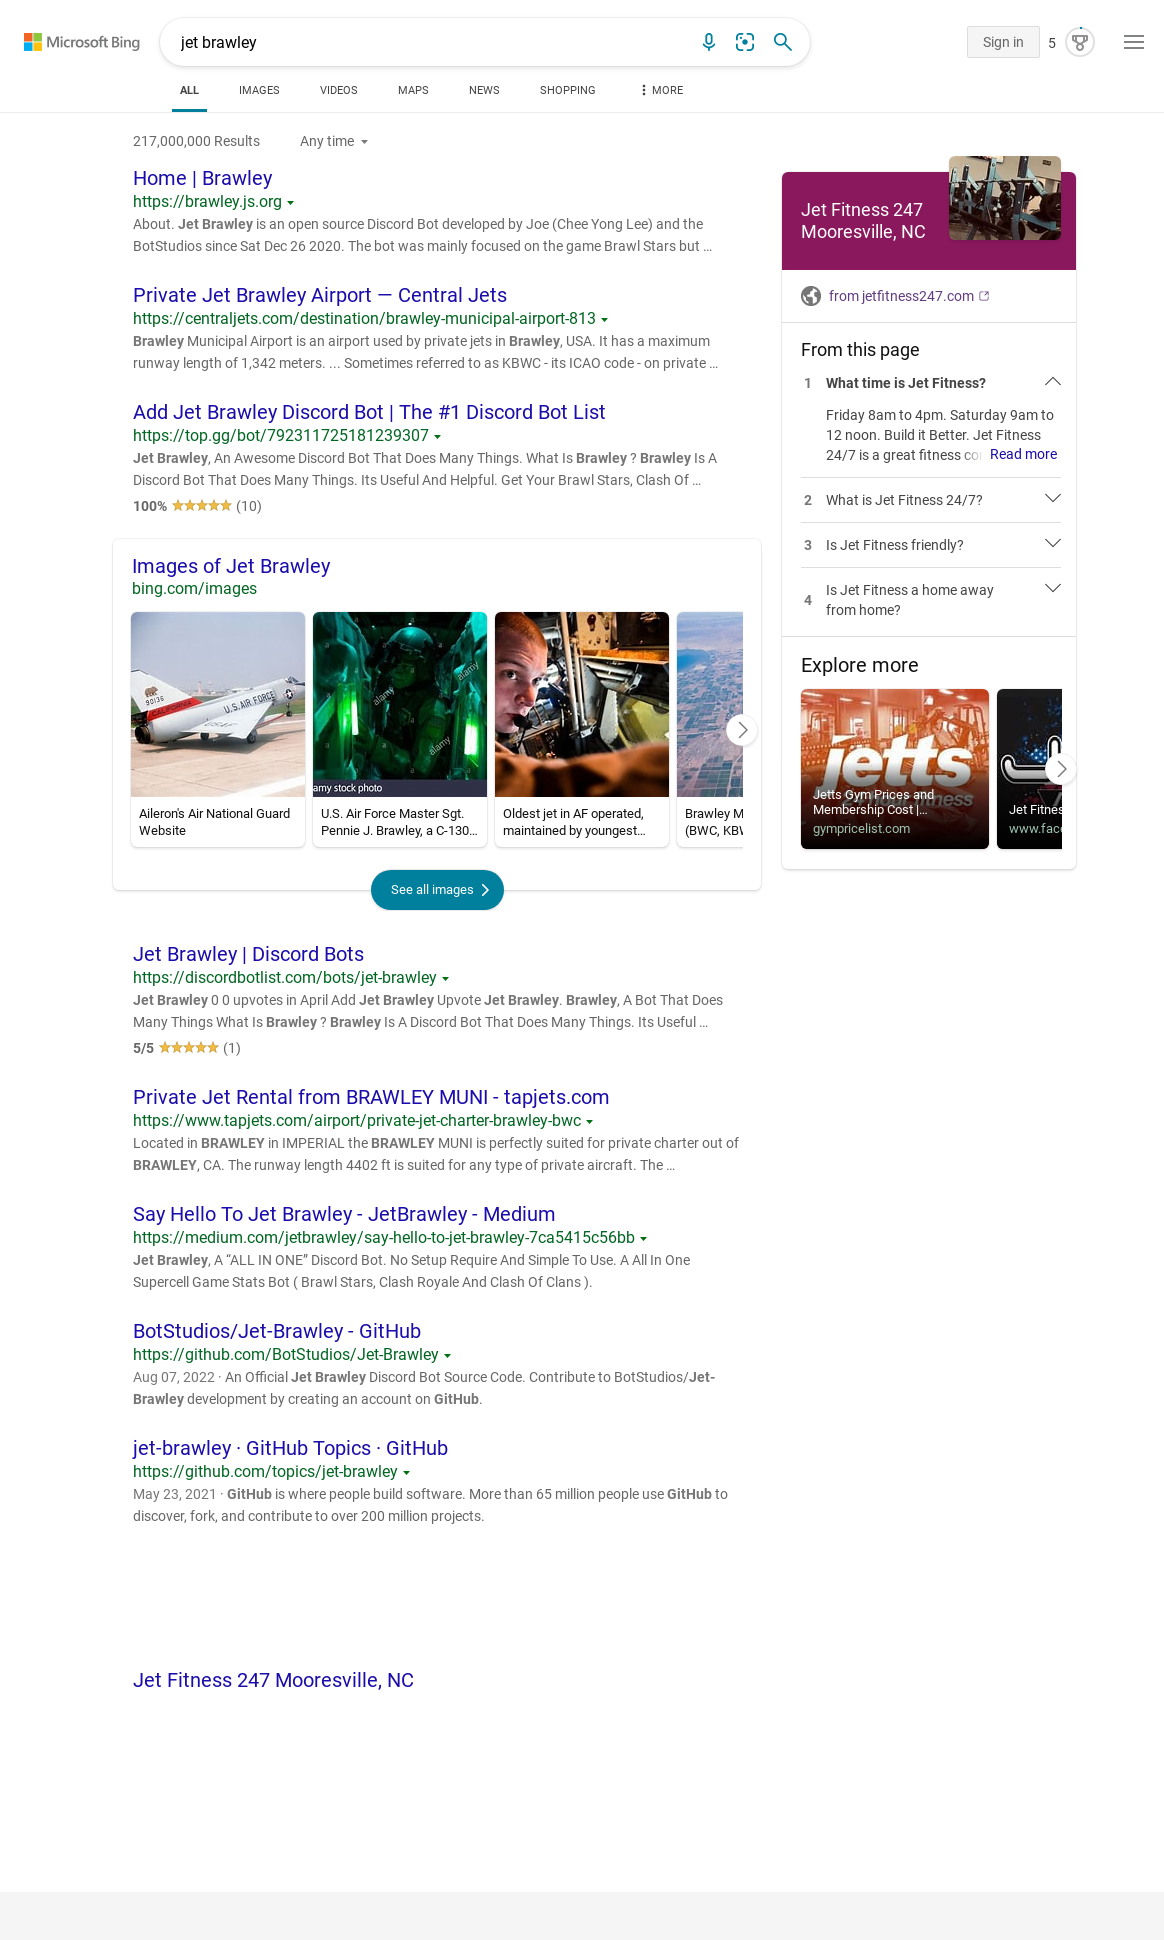 Microsoft Bing
jet brawley
Sign in
5
ALL
IMAGES
VIDEOS
MAPS
NEWS
SHOPPING
MORE
217,000,000 Results
Any time
Home | Brawley
https://brawley.js.org
About. Jet Brawley is an open source Discord Bot developed by Joe (Chee Yong Lee) and the
BotStudios since Sat Dec 26 2020. The bot was mainly focused on the game Brawl Stars but …
Private Jet Brawley Airport — Central Jets
https://centraljets.com/destination/brawley-municipal-airport-813
Brawley Municipal Airport is an airport used by private jets in Brawley, USA. It has a maximum
runway length of 1,342 meters. ... Sometimes referred to as KBWC - its ICAO code - on private …
Add Jet Brawley Discord Bot | The #1 Discord Bot List
https://top.gg/bot/792311725181239307
Jet Brawley, An Awesome Discord Bot That Does Many Things. What Is Brawley ? Brawley Is A
Discord Bot That Does Many Things. Its Useful And Helpful. Get Your Brawl Stars, Clash Of …
100% (10)
Images of Jet Brawley
bing.com/images
90136
CALIFORNIA
U.S. AIR FORCE
USAF
alamy
alamy
alamy
amy stock photo
Aileron's Air National Guard
Website
U.S. Air Force Master Sgt.
Pennie J. Brawley, a C-130…
Oldest jet in AF operated,
maintained by youngest…
Brawley M
(BWC, KBW
See all images
Jet Brawley | Discord Bots
https://discordbotlist.com/bots/jet-brawley
Jet Brawley 0 0 upvotes in April Add Jet Brawley Upvote Jet Brawley. Brawley, A Bot That Does
Many Things What Is Brawley ? Brawley Is A Discord Bot That Does Many Things. Its Useful …
5/5 (1)
Private Jet Rental from BRAWLEY MUNI - tapjets.com
https://www.tapjets.com/airport/private-jet-charter-brawley-bwc
Located in BRAWLEY in IMPERIAL the BRAWLEY MUNI is perfectly suited for private charter out of
BRAWLEY, CA. The runway length 4402 ft is suited for any type of private aircraft. The …
Say Hello To Jet Brawley - JetBrawley - Medium
https://medium.com/jetbrawley/say-hello-to-jet-brawley-7ca5415c56bb
Jet Brawley, A “ALL IN ONE” Discord Bot. No Setup Require And Simple To Use. A All In One
Supercell Game Stats Bot ( Brawl Stars, Clash Royale And Clash Of Clans ).
BotStudios/Jet-Brawley - GitHub
https://github.com/BotStudios/Jet-Brawley
Aug 07, 2022 · An Official Jet Brawley Discord Bot Source Code. Contribute to BotStudios/Jet-
Brawley development by creating an account on GitHub.
jet-brawley · GitHub Topics · GitHub
https://github.com/topics/jet-brawley
May 23, 2021 · GitHub is where people build software. More than 65 million people use GitHub to
discover, fork, and contribute to over 200 million projects.
Jet Fitness 247 Mooresville, NC
Jet Fitness 247
Mooresville, NC
from jetfitness247.com
From this page
1 What time is Jet Fitness?
Friday 8am to 4pm. Saturday 9am to
12 noon. Build it Better. Jet Fitness
24/7 is a great fitness co Read more
2 What is Jet Fitness 24/7?
3 Is Jet Fitness friendly?
4 Is Jet Fitness a home away
from home?
Explore more
jetts
fitness
Jetts Gym Prices and
Membership Cost |…
gympricelist.com
Jet Fitnes
www.face